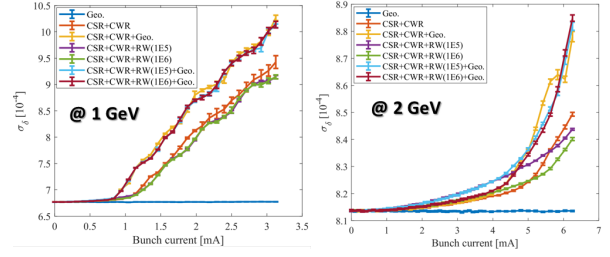 10.5
10
9.5
9
8.5
8
7.5
7
6.5
σδ [10-4]
Geo.
CSR+CWR
CSR+CWR+Geo.
CSR+CWR+RW(1E5)
CSR+CWR+RW(1E6)
CSR+CWR+RW(1E5)+Geo.
CSR+CWR+RW(1E6)+Geo.
@ 1 GeV
0 0.5 1 1.5 2 2.5 3 3.5
Bunch current [mA]
8.9
8.8
8.7
8.6
8.5
8.4
8.3
8.2
8.1
σδ [10-4]
Geo.
CSR+CWR
CSR+CWR+Geo.
CSR+CWR+RW(1E5)
CSR+CWR+RW(1E6)
CSR+CWR+RW(1E5)+Geo.
CSR+CWR+RW(1E6)+Geo.
@ 2 GeV
0 1 2 3 4 5 6 7
Bunch current [mA]